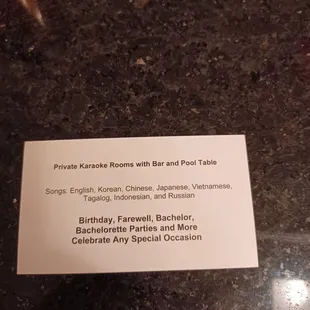 Private Karaoke Rooms with Bar and Pool Table
Songs: English, Korean, Chinese, Japanese, Vietnamese,
Tagalog, Indonesian, and Russian
Birthday, Farewell, Bachelor,
Bachelorette Parties and More
Celebrate Any Special Occasion